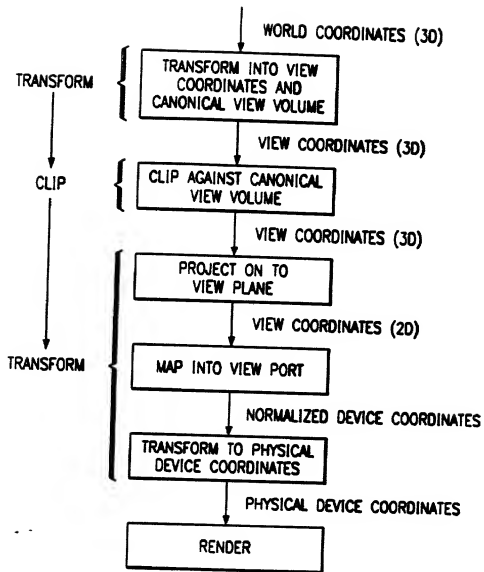 WORLD COORDINATES (3D)
TRANSFORM
TRANSFORM INTO VIEW
COORDINATES AND
CANONICAL VIEW VOLUME
VIEW COORDINATES (3D)
CLIP
CLIP AGAINST CANONICAL
VIEW VOLUME
VIEW COORDINATES (3D)
PROJECT ON TO
VIEW PLANE
VIEW COORDINATES (2D)
TRANSFORM
MAP INTO VIEW PORT
NORMALIZED DEVICE COORDINATES
TRANSFORM TO PHYSICAL
DEVICE COORDINATES
PHYSICAL DEVICE COORDINATES
RENDER